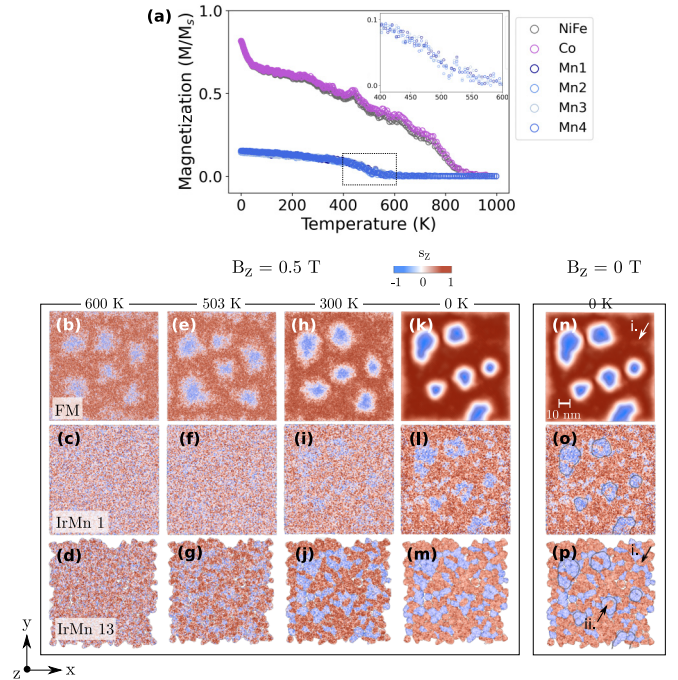 (a)
Magnetization (M/Mₛ)
1.0
0.5
0.0
0
200
400
600
800
1000
Temperature (K)
0.1
0.0
400
450
500
550
600
NiFe
Co
Mn1
Mn2
Mn3
Mn4
B_Z = 0.5 T
s_z
-1 0 1
B_Z = 0 T
600 K
503 K
300 K
0 K
0 K
(b)
(e)
(h)
(k)
(n)
i.
FM
10 nm
(c)
(f)
(i)
(l)
(o)
IrMn 1
(d)
(g)
(j)
(m)
(p)
i.
ii.
IrMn 13
y
z
x